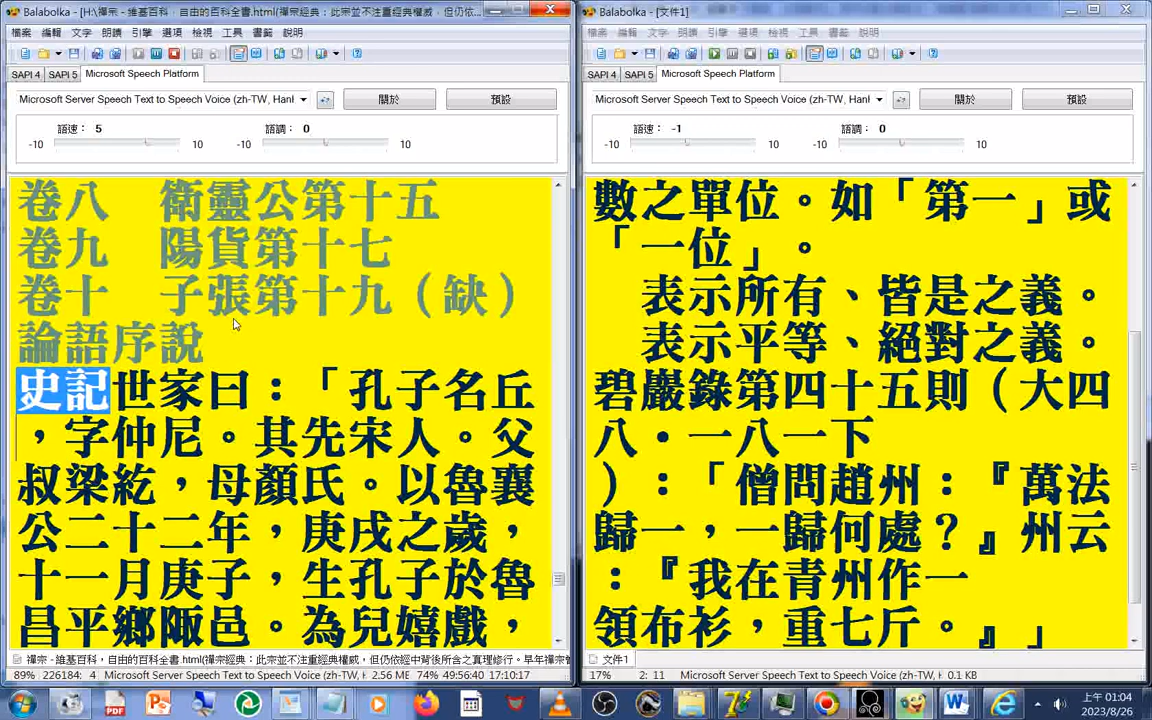 Balabolka - [H:\禪宗 - 維基百科，自由的百科全書.html(禪宗經典：此宗並不注重經典權威，但仍依...
檔案 編輯 文字 朗讀 引擎 選項 檢視 工具 書籤 說明
SAPI 4 SAPI 5 Microsoft Speech Platform
Microsoft Server Speech Text to Speech Voice (zh-TW, Hanl 關於 預設
語速： 5 語調： 0
-10 10 -10 10
卷八　衛靈公第十五
卷九　陽貨第十七
卷十　子張第十九（缺）
論語序說
史記世家曰：「孔子名丘
，字仲尼。其先宋人。父
叔梁紇，母顏氏。以魯襄
公二十二年，庚戌之歲，
十一月庚子，生孔子於魯
昌平鄉陬邑。為兒嬉戲，
禪宗 - 維基百科，自由的百科全書.html(禪宗經典：此宗並不注重經典權威，但仍依經中背後所含之真理修行。早年禪宗
89% 226184: 4 Microsoft Server Speech Text to Speech Voice (zh-TW 2.56 ME 74% 49:56:40 17:10:17
Balabolka - [文件1]
檔案 編輯 文字 朗讀 引擎 選項 檢視 工具 書籤 說明
SAPI 4 SAPI 5 Microsoft Speech Platform
Microsoft Server Speech Text to Speech Voice (zh-TW, Hanl 關於 預設
語速： -1 語調： 0
-10 10 -10 10
數之單位。如「第一」或
「一位」。
表示所有、皆是之義。
表示平等、絕對之義。
碧巖錄第四十五則（大四
八‧一八一下
）：「僧問趙州：『萬法
歸一，一歸何處？』州云
：『我在青州作一
領布衫，重七斤。』」
文件1
17% 2: 11 Microsoft Server Speech Text to Speech Voice (zh-TW, H 0.1 KB
上午 01:04
2023/8/26